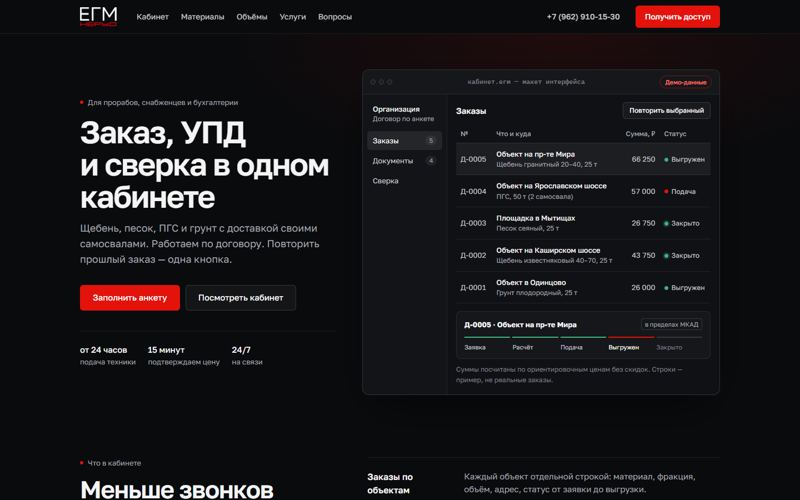 ЕГМ
НЕРУД
Кабинет
Материалы
Объёмы
Услуги
Вопросы
+7 (962) 910-15-30
Получить доступ
Для прорабов, снабженцев и бухгалтерии
Заказ, УПД
и сверка в одном
кабинете
Щебень, песок, ПГС и грунт с доставкой своими
самосвалами. Работаем по договору. Повторить
прошлый заказ — одна кнопка.
Заполнить анкету
Посмотреть кабинет
от 24 часов
подача техники
15 минут
подтверждаем цену
24/7
на связи
кабинет.егм — макет интерфейса
Демо-данные
Организация
Договор по анкете
Заказы 5
Документы 4
Сверка
Заказы
Повторить выбранный
№ Что и куда Сумма, ₽ Статус
Д-0005 Объект на пр-те Мира 66 250 Выгружен
Щебень гранитный 20–40, 25 т
Д-0004 Объект на Ярославском шоссе 57 000 Подача
ПГС, 50 т (2 самосвала)
Д-0003 Площадка в Мытищах 26 750 Закрыто
Песок сеяный, 25 т
Д-0002 Объект на Каширском шоссе 43 750 Закрыто
Щебень известняковый 40–70, 25 т
Д-0001 Объект в Одинцово 26 000 Выгружен
Грунт плодородный, 25 т
Д-0005 · Объект на пр-те Мира
в пределах МКАД
Заявка Расчёт Подача Выгружен Закрыто
Суммы посчитаны по ориентировочным ценам без скидок. Строки —
пример, не реальные заказы.
Что в кабинете
Меньше звонков
Заказы по
объектам
Каждый объект отдельной строкой: материал, фракция,
объём, адрес, статус от заявки до выгрузки.